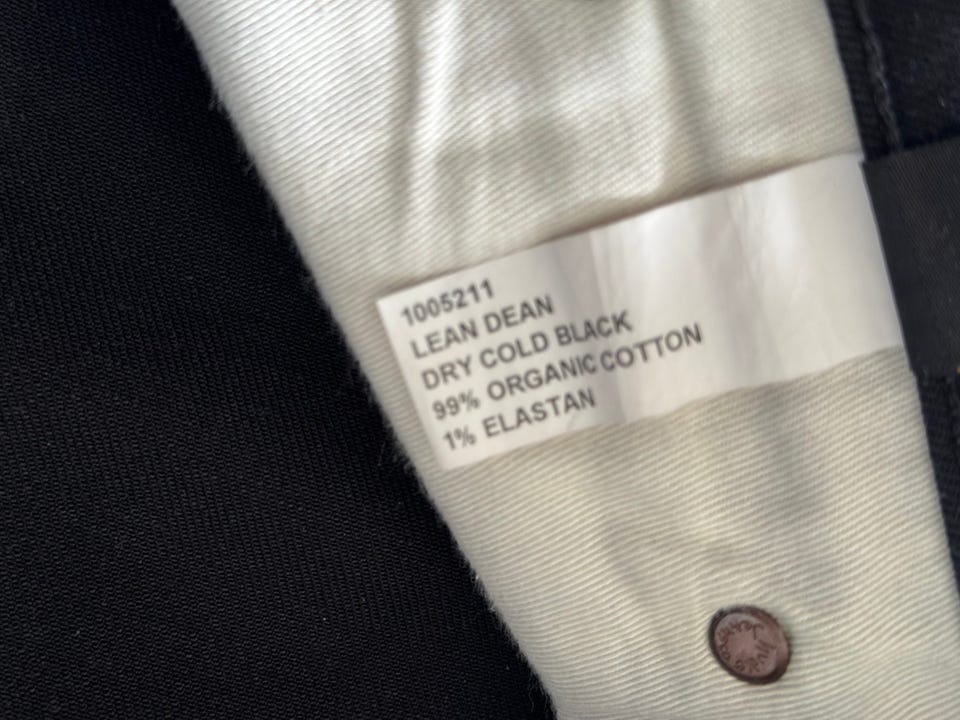 1005211
LEAN DEAN
DRY COLD BLACK
99% ORGANIC COTTON
1% ELASTAN